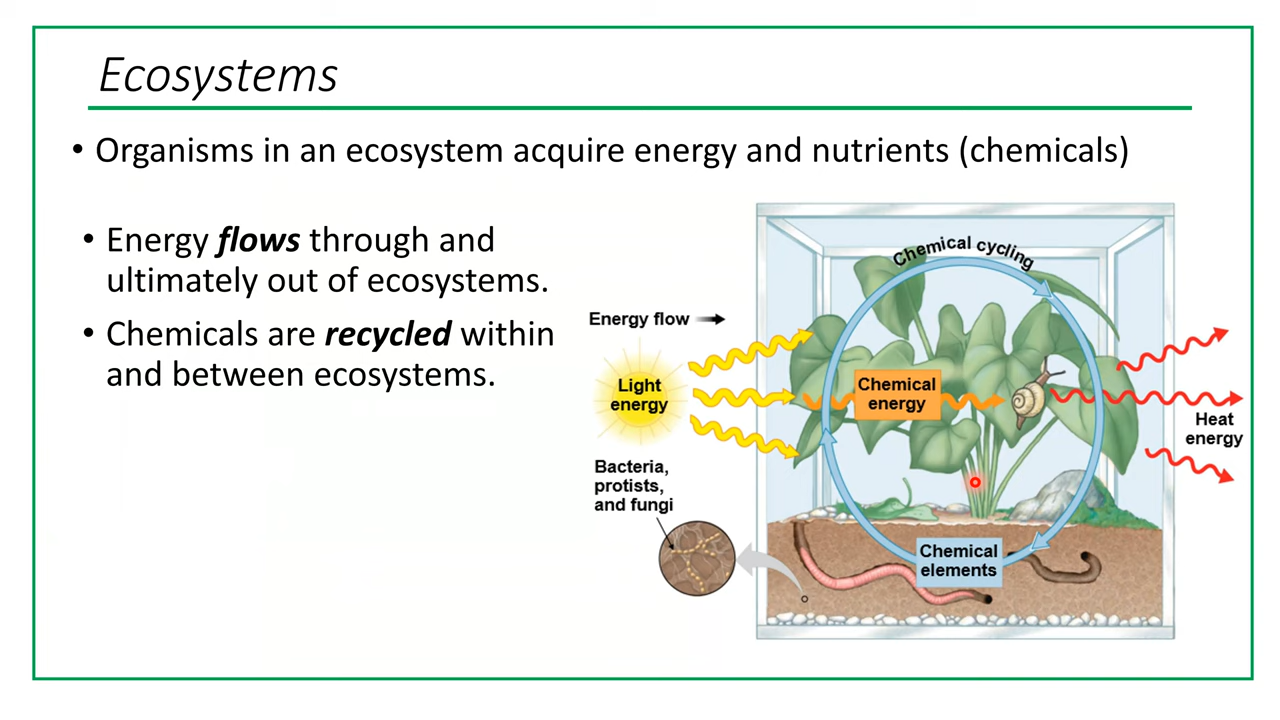 Ecosystems
• Organisms in an ecosystem acquire energy and nutrients (chemicals)
• Energy flows through and
ultimately out of ecosystems.
• Chemicals are recycled within
and between ecosystems.
Chemical cycling
Energy flow
Light
energy
Chemical
energy
Heat
energy
Bacteria,
protists,
and fungi
Chemical
elements